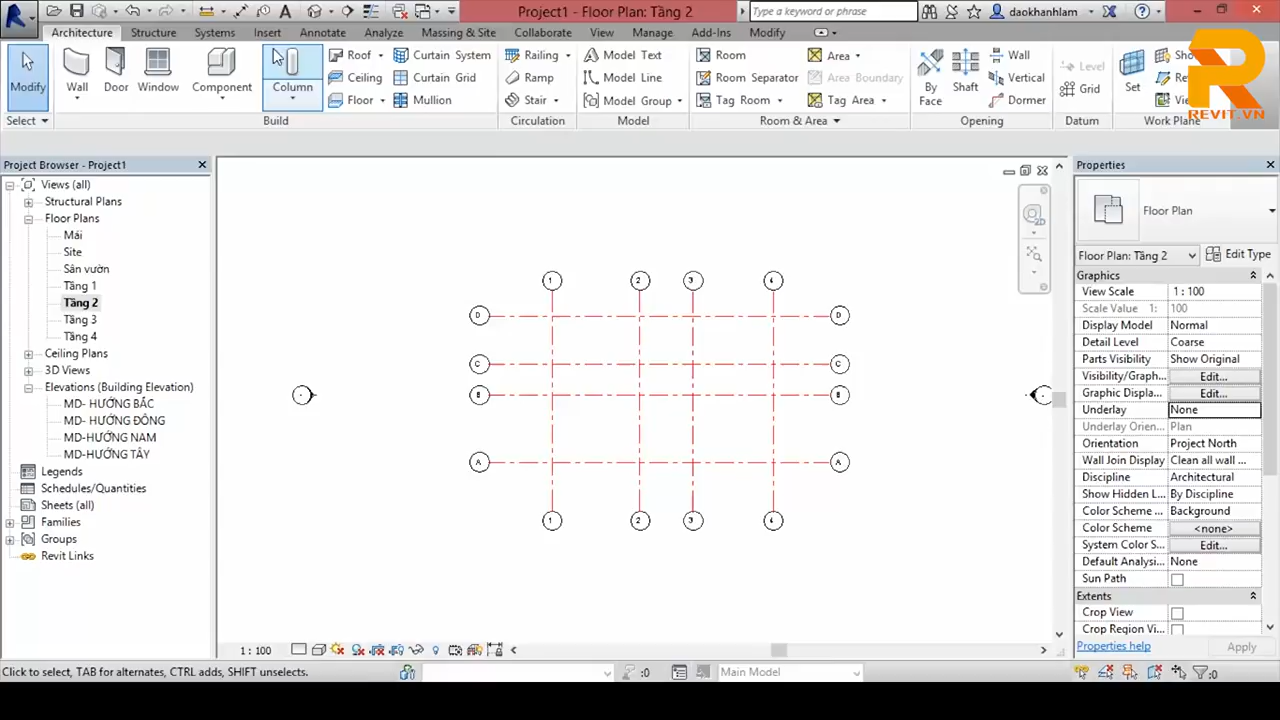 Project1 - Floor Plan: Tầng 2
Type a keyword or phrase
daokhanhlam
Architecture Structure Systems Insert Annotate Analyze Massing & Site Collaborate View Manage Add-Ins Modify
Modify
Wall
Door
Window
Component
Column
Roof
Ceiling
Floor
Curtain System
Curtain Grid
Mullion
Railing
Ramp
Stair
Model Text
Model Line
Model Group
Room
Room Separator
Tag Room
Area
Area Boundary
Tag Area
By Face
Shaft
Wall
Vertical
Dormer
Level
Grid
Set
REVIT.VN
Select
Build
Circulation
Model
Room & Area
Opening
Datum
Work Plane
Project Browser - Project1
Views (all)
Structural Plans
Floor Plans
Mái
Site
Sân vườn
Tầng 1
Tầng 2
Tầng 3
Tầng 4
Ceiling Plans
3D Views
Elevations (Building Elevation)
MD- HƯỚNG BẮC
MD- HƯỚNG ĐÔNG
MD-HƯỚNG NAM
MD-HƯỚNG TÂY
Legends
Schedules/Quantities
Sheets (all)
Families
Groups
Revit Links
1 2 3 4
D D
C C
B B
A A
1 2 3 4
2D
Properties
Floor Plan
Floor Plan: Tầng 2
Edit Type
Graphics
View Scale 1 : 100
Scale Value 1: 100
Display Model Normal
Detail Level Coarse
Parts Visibility Show Original
Visibility/Graph... Edit...
Graphic Displa... Edit...
Underlay None
Underlay Orien... Plan
Orientation Project North
Wall Join Display Clean all wall ...
Discipline Architectural
Show Hidden L... By Discipline
Color Scheme ... Background
Color Scheme <none>
System Color S... Edit...
Default Analysi... None
Sun Path
Extents
Crop View
Crop Region Vi...
Properties help
Apply
1 : 100
Click to select, TAB for alternates, CTRL adds, SHIFT unselects.
:0
Main Model
:0